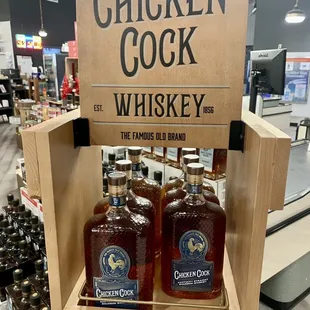 CHICKEN
COCK
EST. WHISKEY 1856
THE FAMOUS OLD BRAND
CHICKEN COCK
CHICKEN COCK